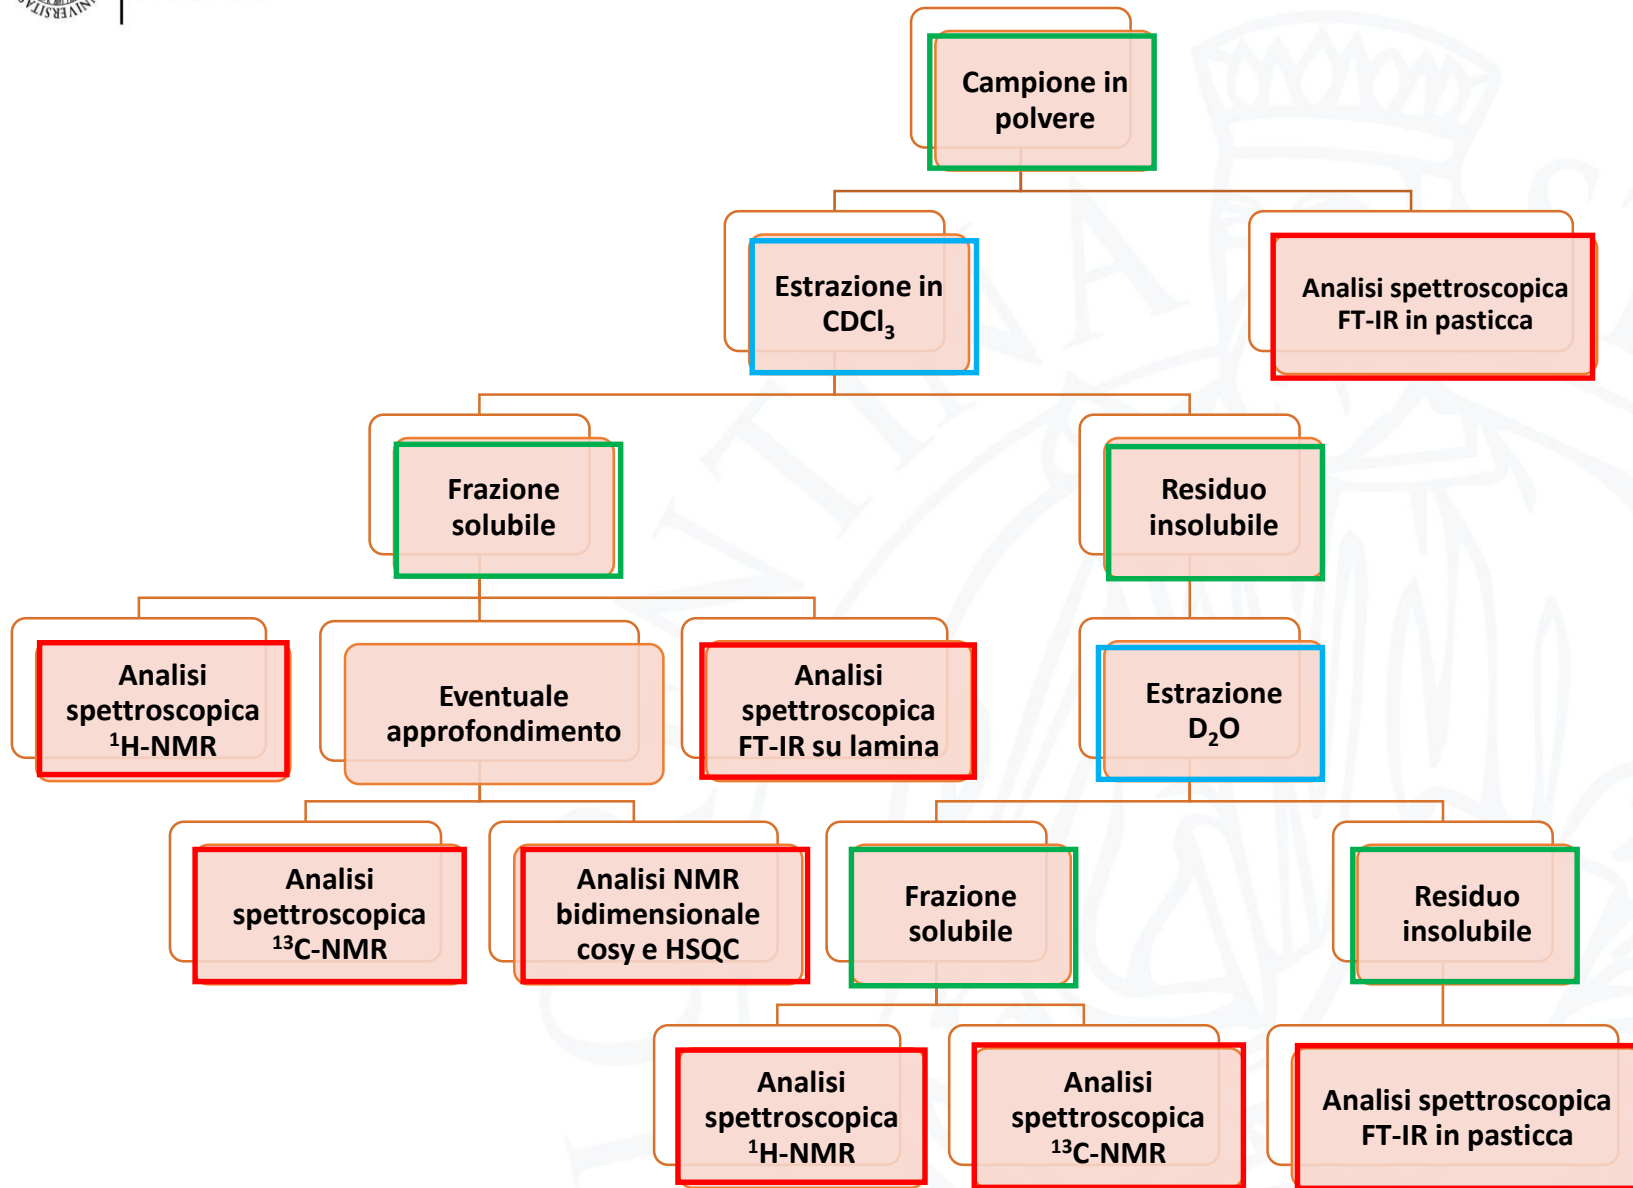 UNIVERSITAS
Campione in
polvere
Estrazione in
CDCl₃
Analisi spettroscopica
FT-IR in pasticca
Frazione
solubile
Residuo
insolubile
Analisi
spettroscopica
¹H-NMR
Eventuale
approfondimento
Analisi
spettroscopica
FT-IR su lamina
Estrazione
D₂O
Analisi
spettroscopica
¹³C-NMR
Analisi NMR
bidimensionale
cosy e HSQC
Frazione
solubile
Residuo
insolubile
Analisi
spettroscopica
¹H-NMR
Analisi
spettroscopica
¹³C-NMR
Analisi spettroscopica
FT-IR in pasticca